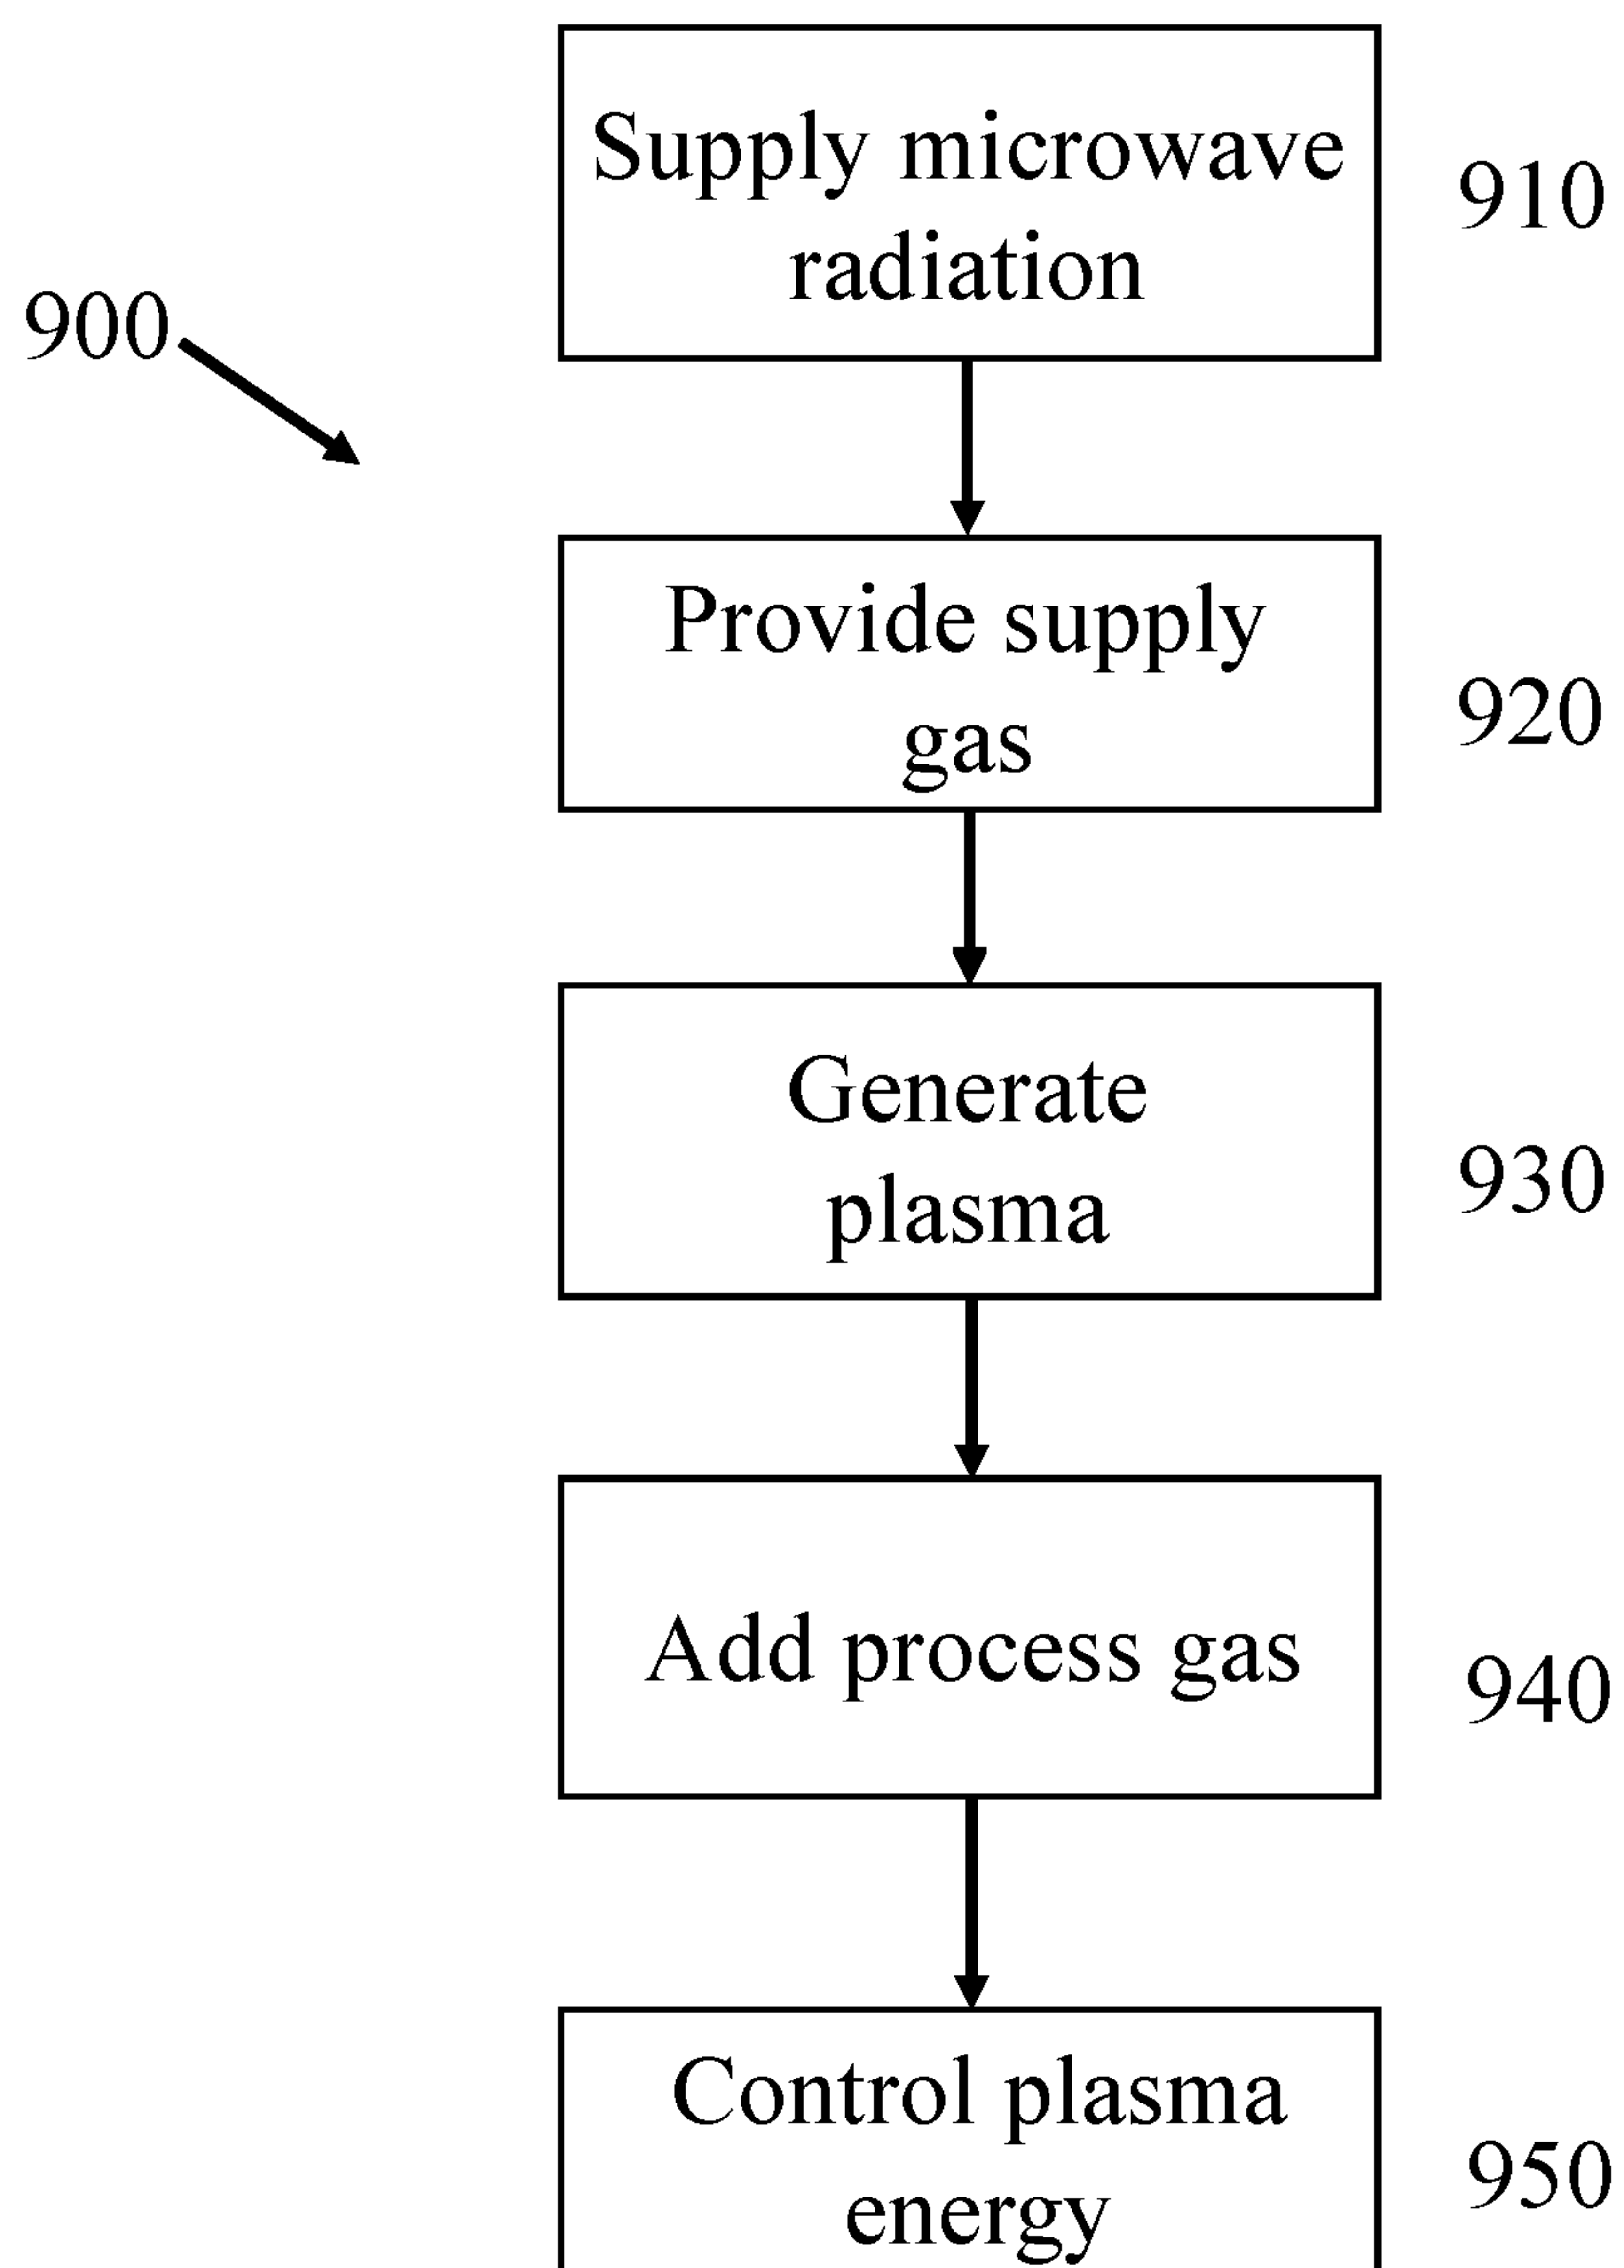 Supply microwave
radiation
910
900
Provide supply
gas
920
Generate
plasma
930
Add process gas
940
Control plasma
energy
950